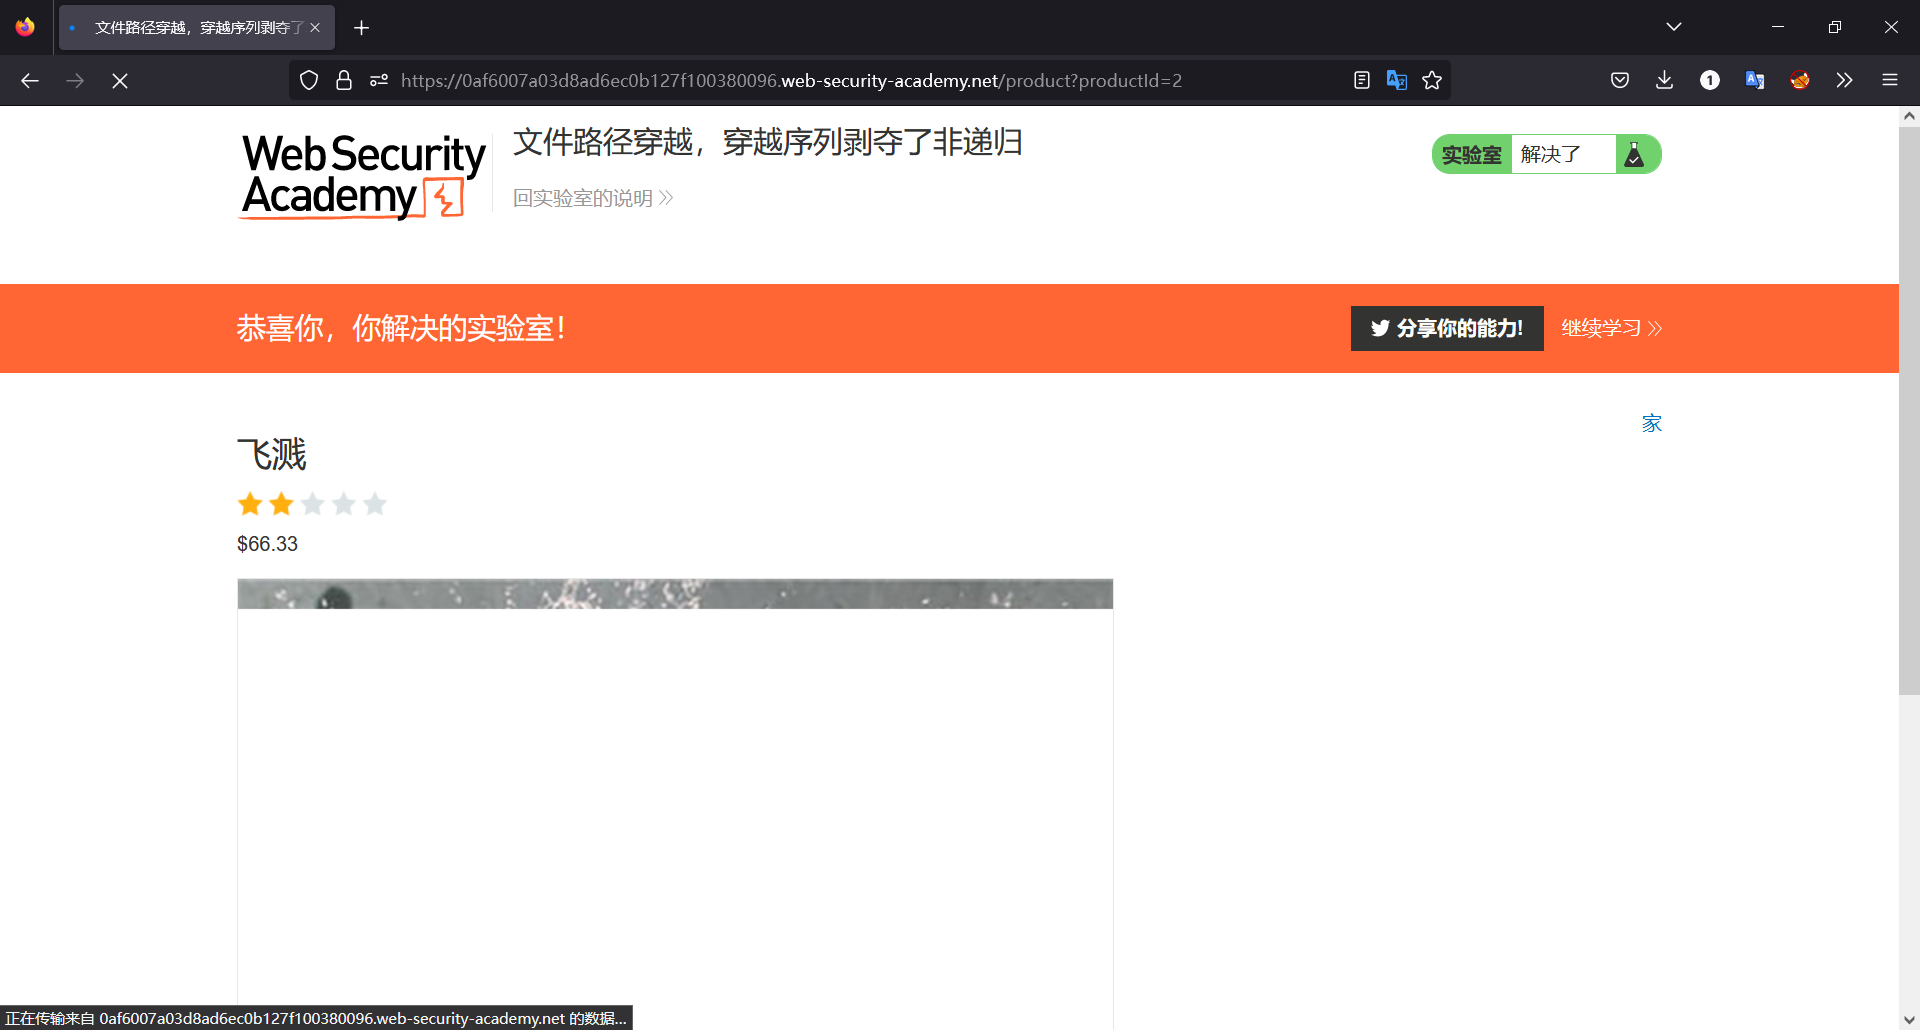 文件路径穿越，穿越序列剥夺了
https://0af6007a03d8ad6ec0b127f100380096.web-security-academy.net/product?productId=2
Web Security
Academy
文件路径穿越，穿越序列剥夺了非递归
回实验室的说明
实验室 解决了
恭喜你，你解决的实验室！
分享你的能力!
继续学习
家
飞溅
$66.33
正在传输来自 0af6007a03d8ad6ec0b127f100380096.web-security-academy.net 的数据...